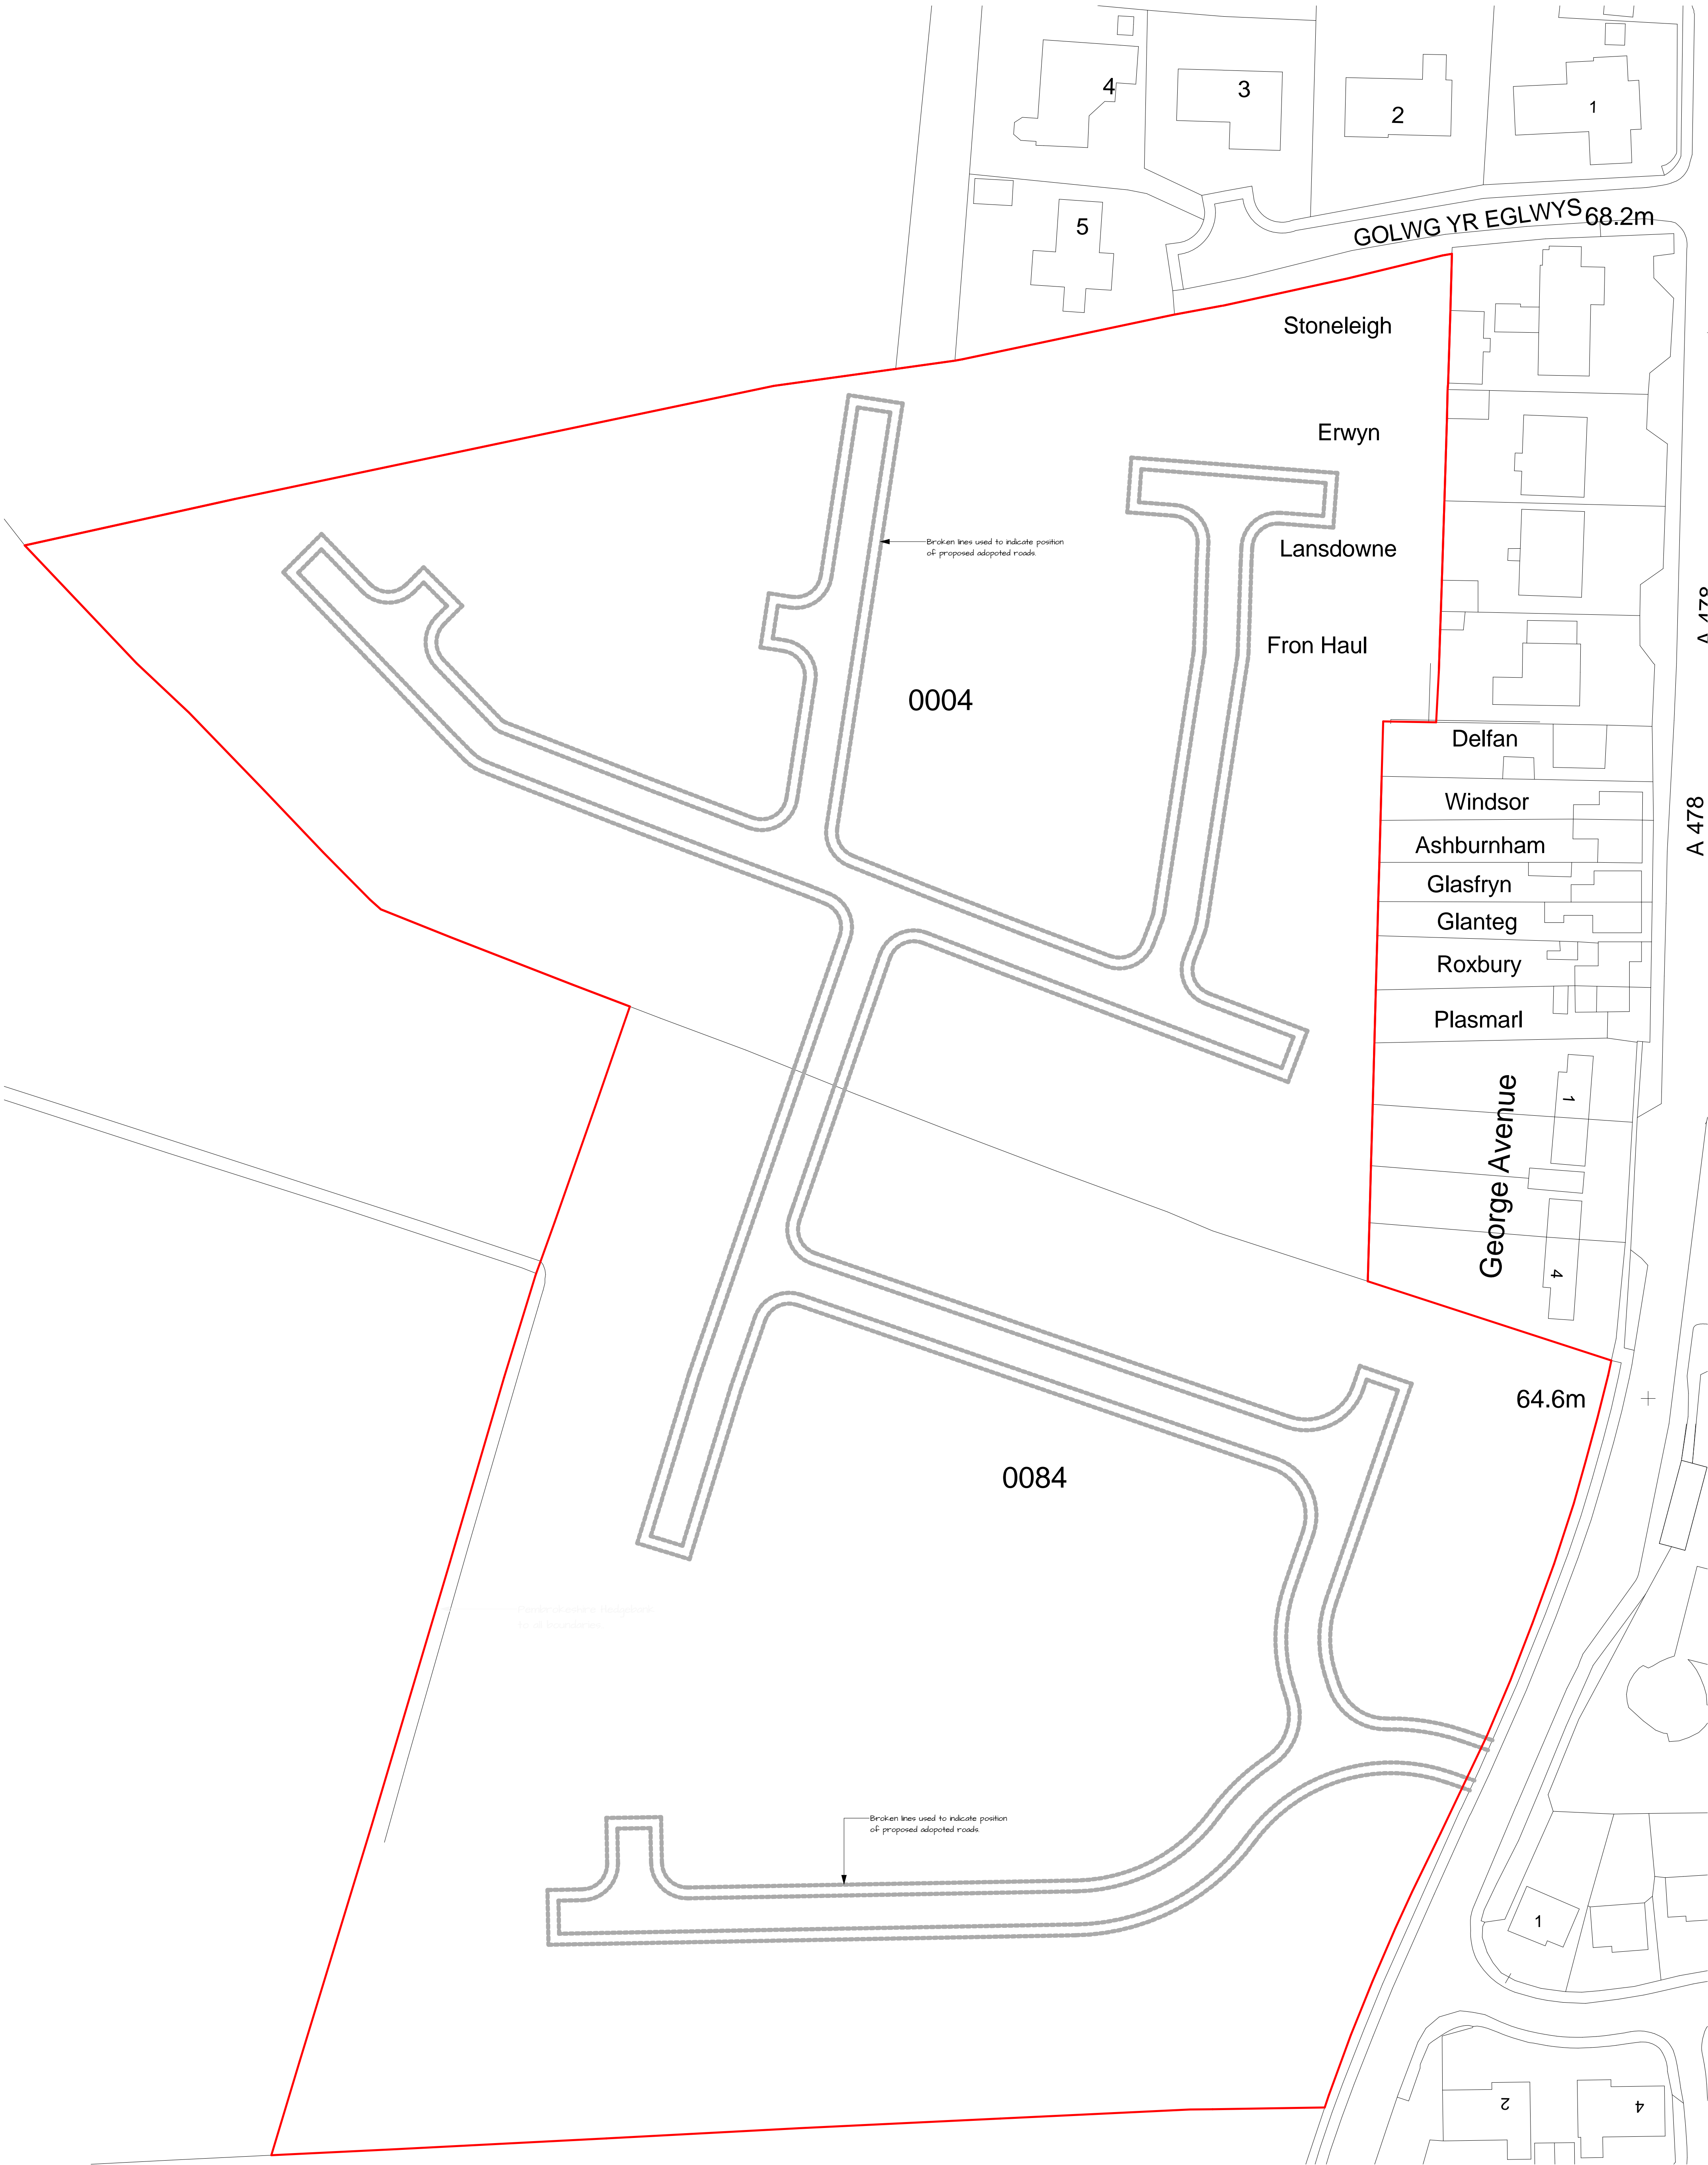 4
3
2
1
5
GOLWG YR EGLWYS
68.2m
Stoneleigh
Erwyn
Broken lines used to indicate position
of proposed adopoted roads.
Lansdowne
A 478
Fron Haul
0004
Delfan
Windsor
A 478
Ashburnham
Glasfryn
Glanteg
Roxbury
Plasmarl
George Avenue
1
4
64.6m
0084
Broken lines used to indicate position
of proposed adopoted roads.
1
2
4